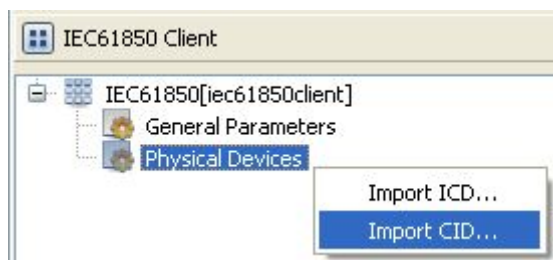 IEC61850 Client
IEC61850[iec61850client]
General Parameters
Physical Devices
Import ICD...
Import CID...